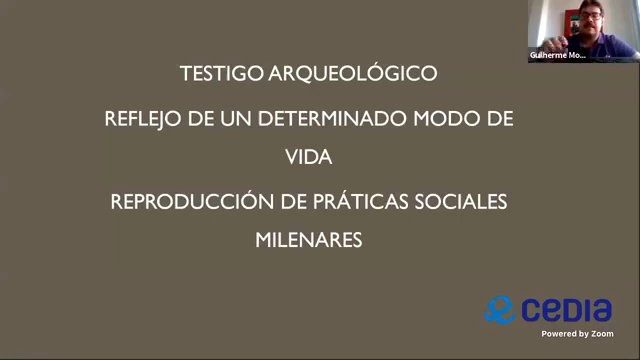 Guilherme Mo...
TESTIGO ARQUEOLÓGICO
REFLEJO DE UN DETERMINADO MODO DE
VIDA
REPRODUCCIÓN DE PRÁTICAS SOCIALES
MILENARES
cedia
Powered by Zoom